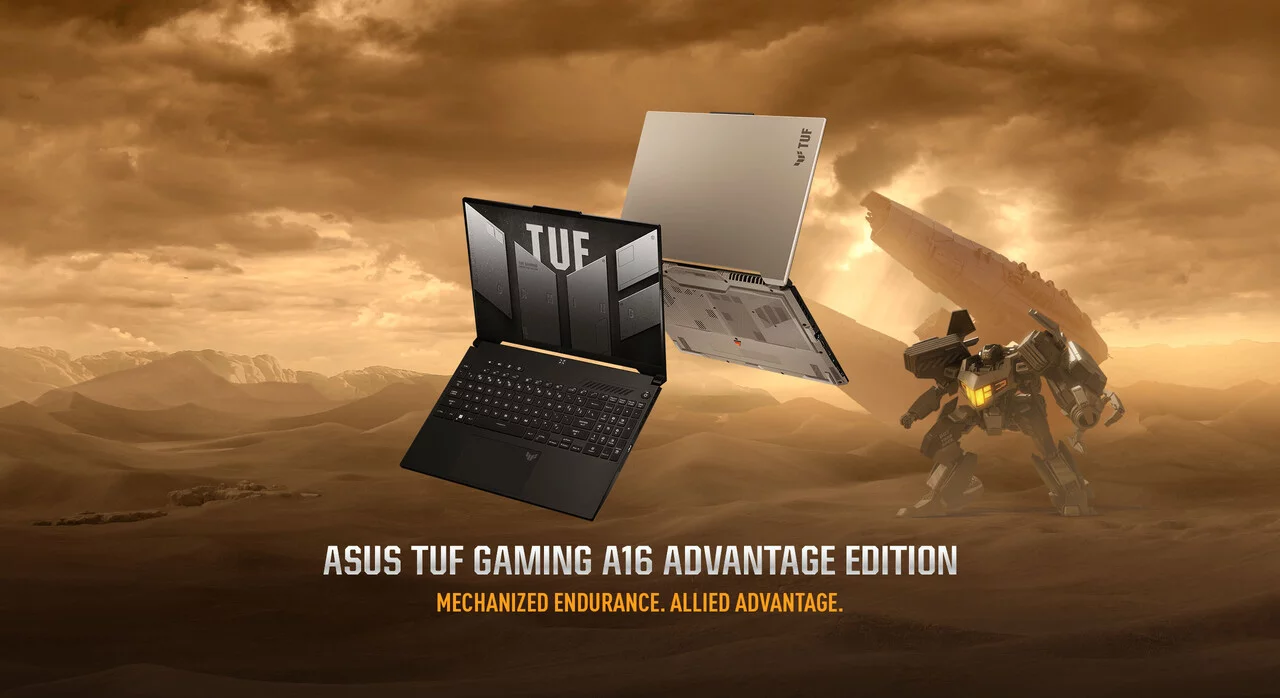 TUF
TUF
ASUS TUF GAMING A16 ADVANTAGE EDITION
MECHANIZED ENDURANCE. ALLIED ADVANTAGE.